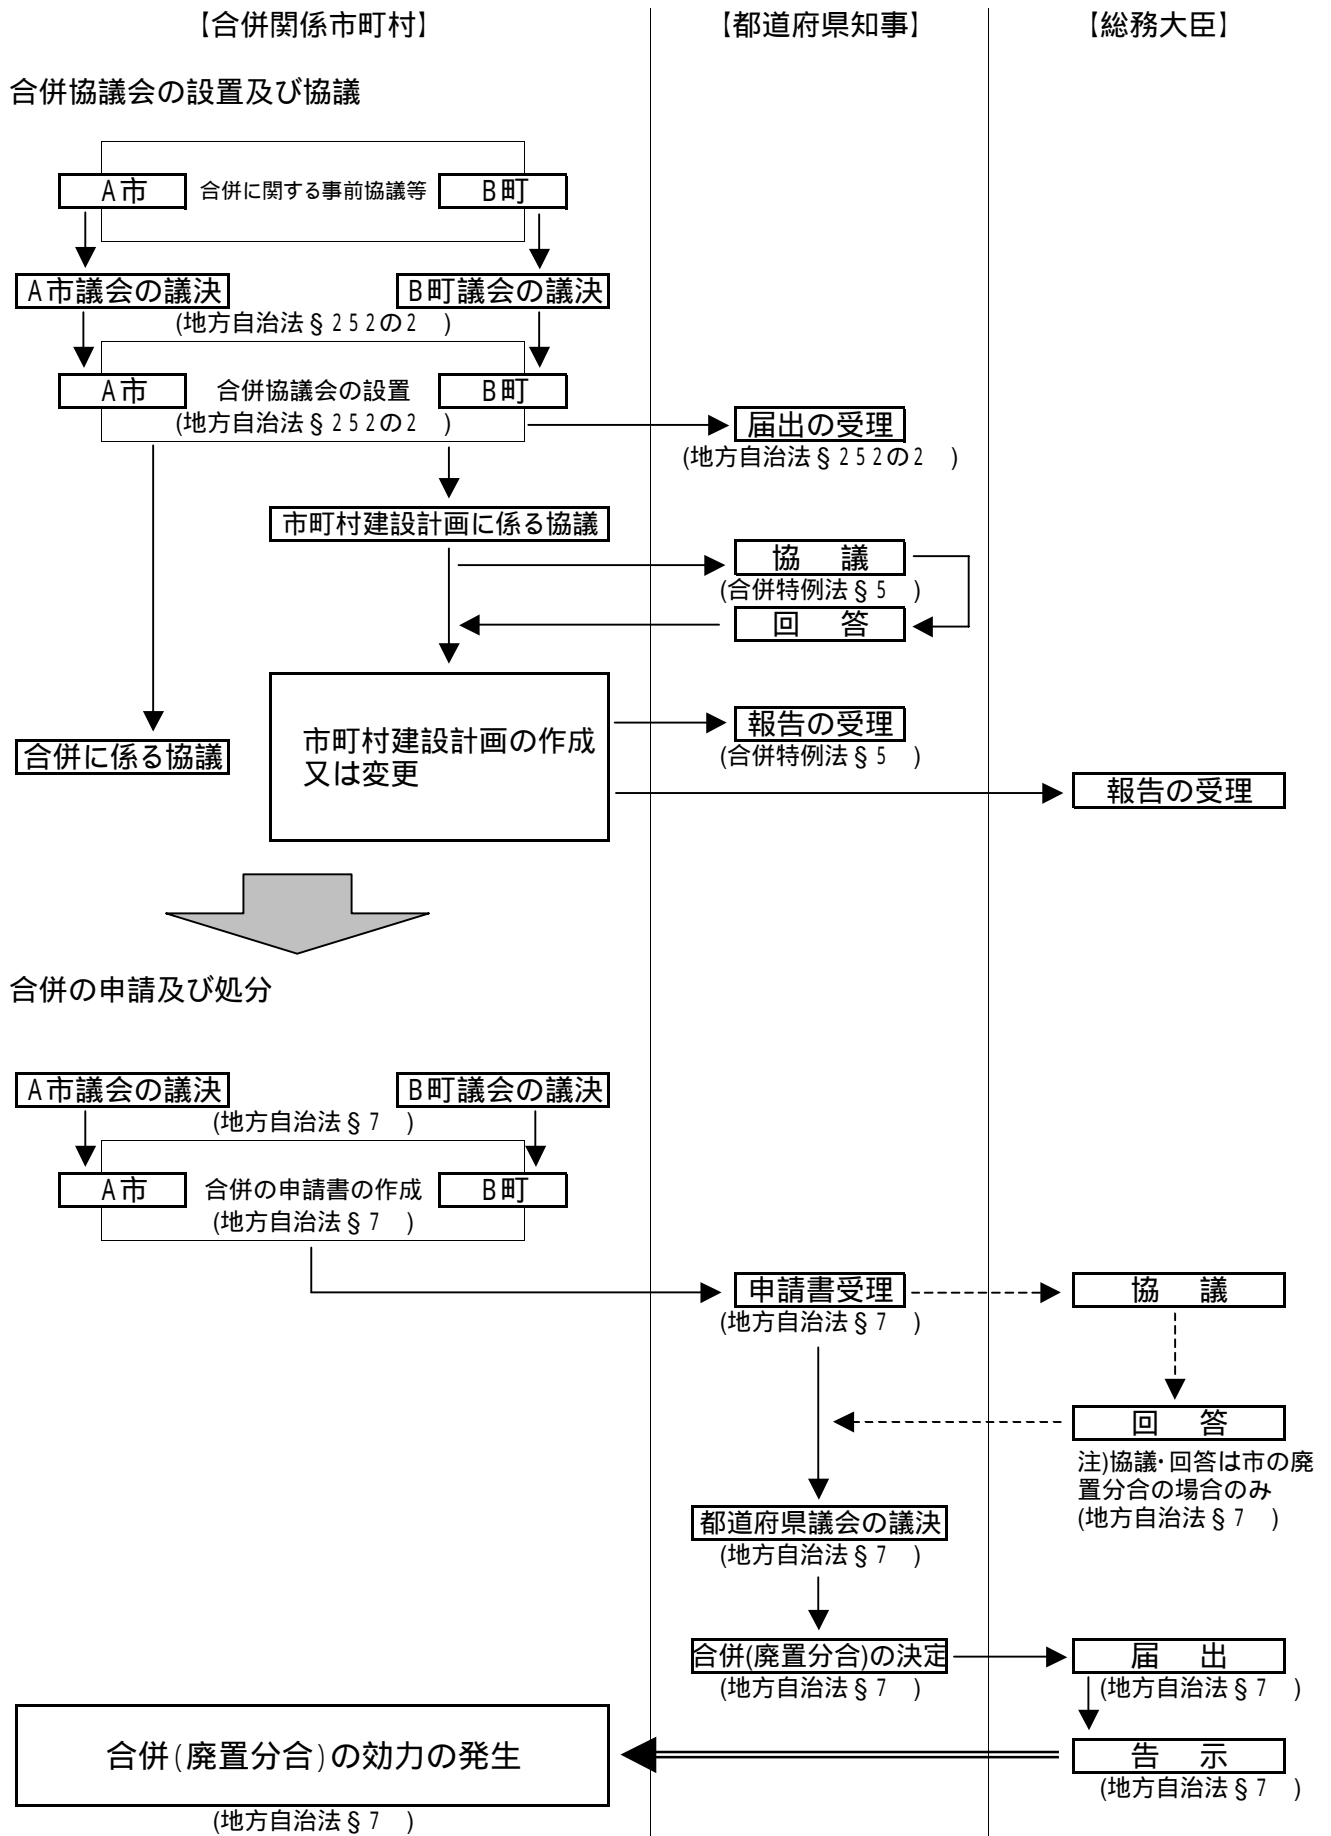 【合併関係市町村】 【都道府県知事】 【総務大臣】
合併協議会の設置及び協議
A市 合併に関する事前協議等 B町
A市議会の議決 B町議会の議決
(地方自治法§252の2 )
A市 合併協議会の設置 B町
(地方自治法§252の2 )
届出の受理
(地方自治法§252の2 )
市町村建設計画に係る協議
協 議
(合併特例法§5 )
回 答
市町村建設計画の作成
又は変更
報告の受理
(合併特例法§5 )
合併に係る協議
報告の受理
合併の申請及び処分
A市議会の議決 B町議会の議決
(地方自治法§7 )
A市 合併の申請書の作成 B町
(地方自治法§7 )
申請書受理
(地方自治法§7 )
協 議
回 答
注)協議・回答は市の廃
置分合の場合のみ
(地方自治法§7 )
都道府県議会の議決
(地方自治法§7 )
合併(廃置分合)の決定
(地方自治法§7 )
届 出
(地方自治法§7 )
告 示
(地方自治法§7 )
合併(廃置分合)の効力の発生
(地方自治法§7 )